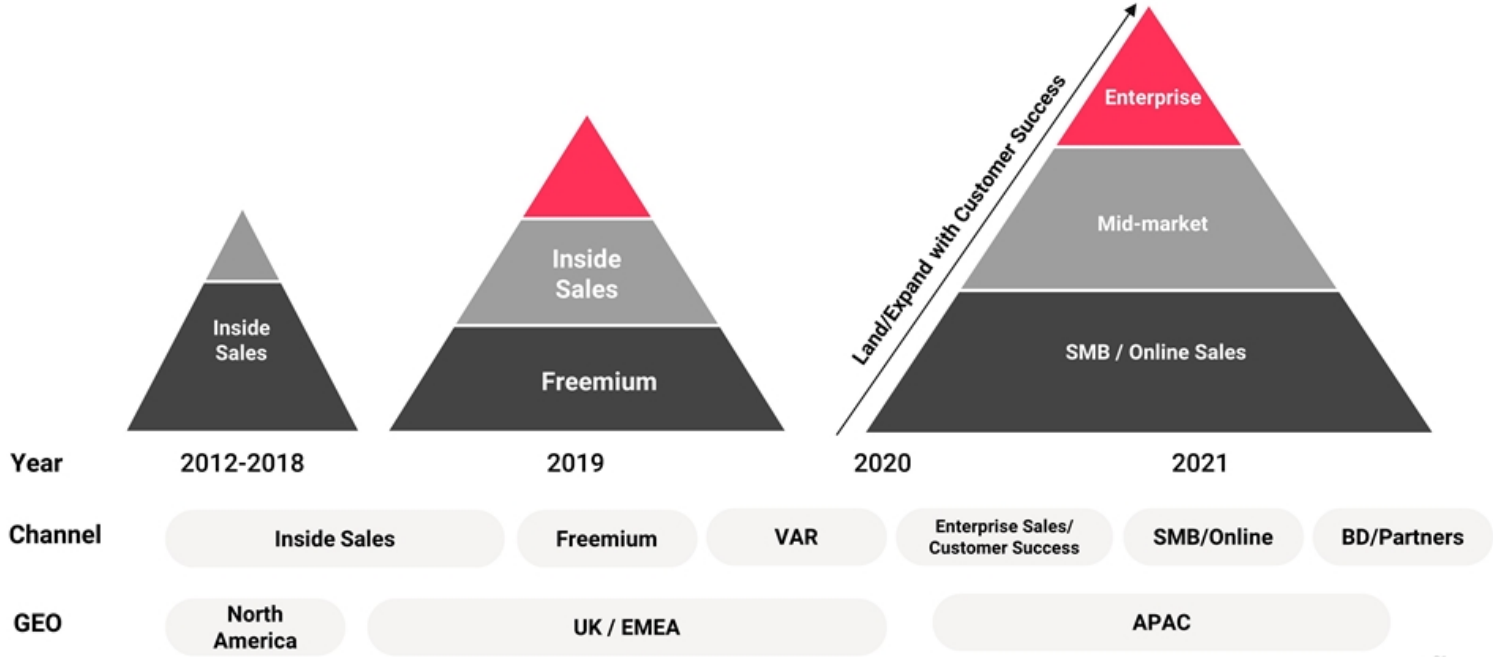 Inside
Sales
Inside
Sales
Freemium
Land/Expand with Customer Success
Enterprise
Mid-market
SMB / Online Sales
Year
2012-2018
2019
2020
2021
Channel
Inside Sales
Freemium
VAR
Enterprise Sales/
Customer Success
SMB/Online
BD/Partners
GEO
North
America
UK / EMEA
APAC